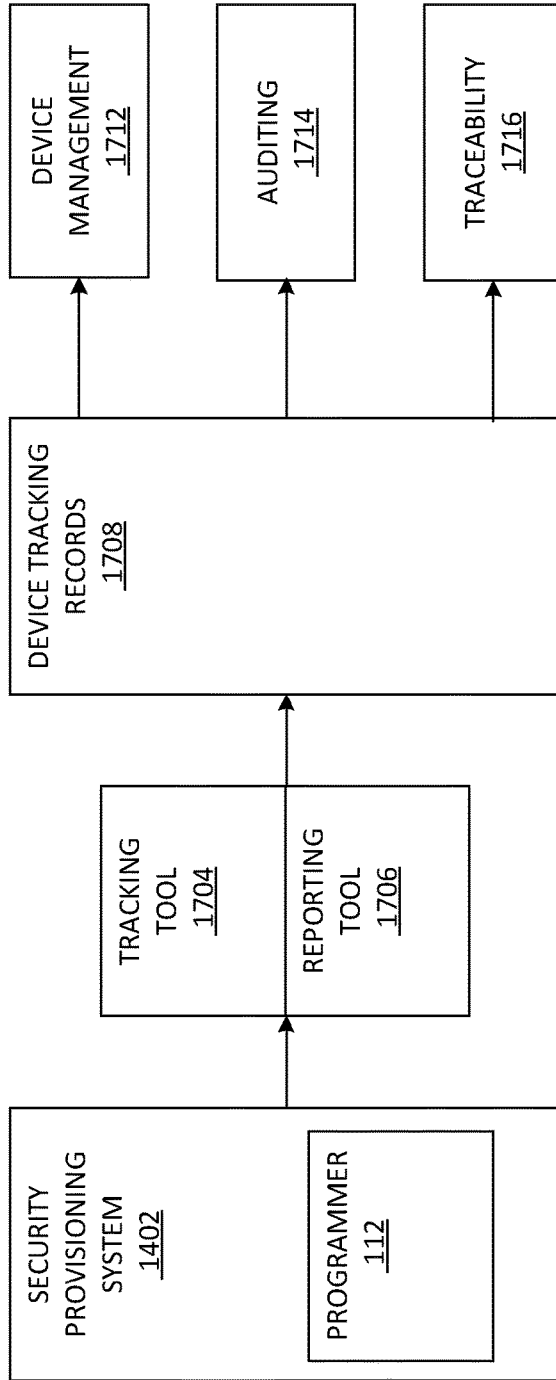 SECURITY
PROVISIONING
SYSTEM
1402
PROGRAMMER
112
TRACKING
TOOL
1704
REPORTING
TOOL
1706
DEVICE TRACKING
RECORDS
1708
DEVICE
MANAGEMENT
1712
AUDITING
1714
TRACEABILITY
1716